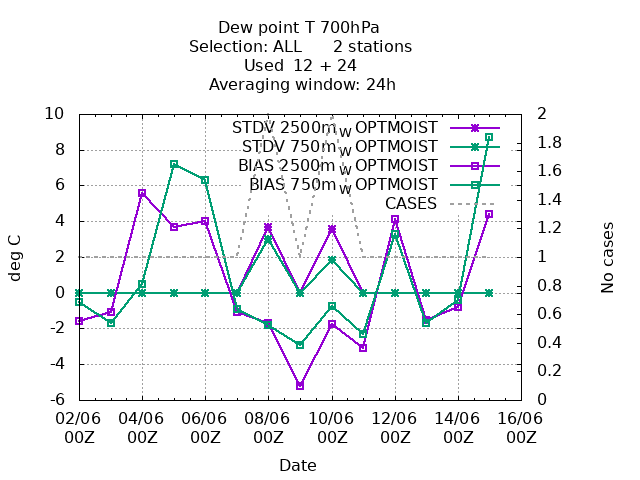 Dew point T 700hPa
Selection: ALL 2 stations
Used 12 + 24
Averaging window: 24h
10
8
6
4
2
0
-2
-4
-6
deg C
STDV 2500m W OPTMOIST
STDV 750m W OPTMOIST
BIAS 2500m W OPTMOIST
BIAS 750m W OPTMOIST
CASES
2
1.8
1.6
1.4
1.2
1
0.8
0.6
0.4
0.2
0
No cases
02/06 04/06 06/06 08/06 10/06 12/06 14/06 16/06
00Z 00Z 00Z 00Z 00Z 00Z 00Z 00Z
Date